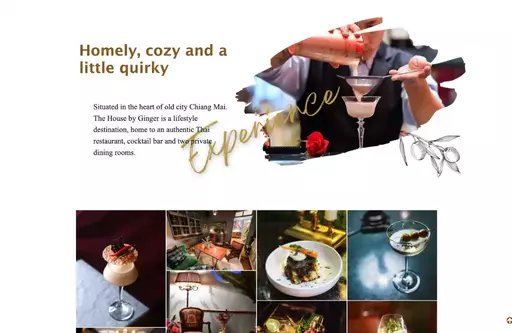 Homely, cozy and a
little quirky
Situated in the heart of old city Chiang Mai.
The House by Ginger is a lifestyle
destination, home to an authentic Thai
restaurant, cocktail bar and two private
dining rooms.
Experience